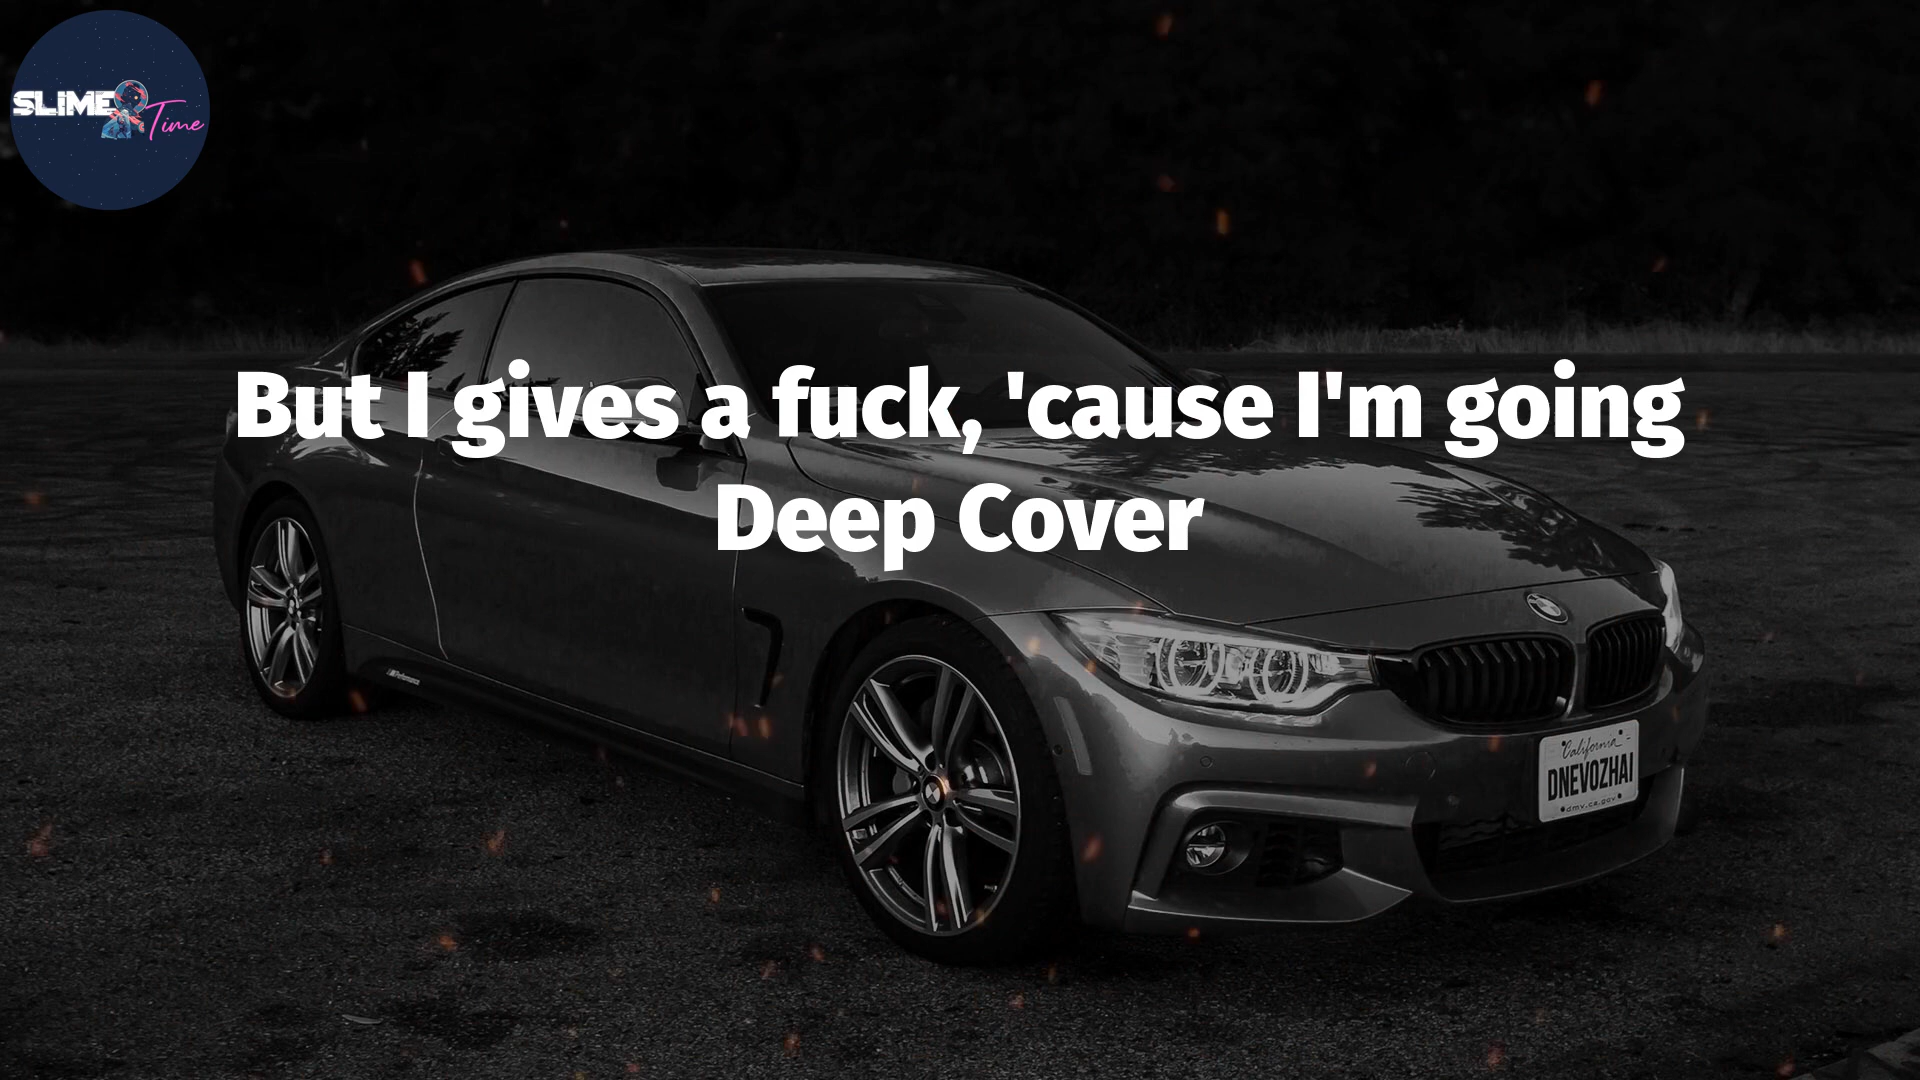 SLIME Time
But I gives a fuck, 'cause I'm going
Deep Cover
California
DNEVOZHAI
dmv.ca.gov